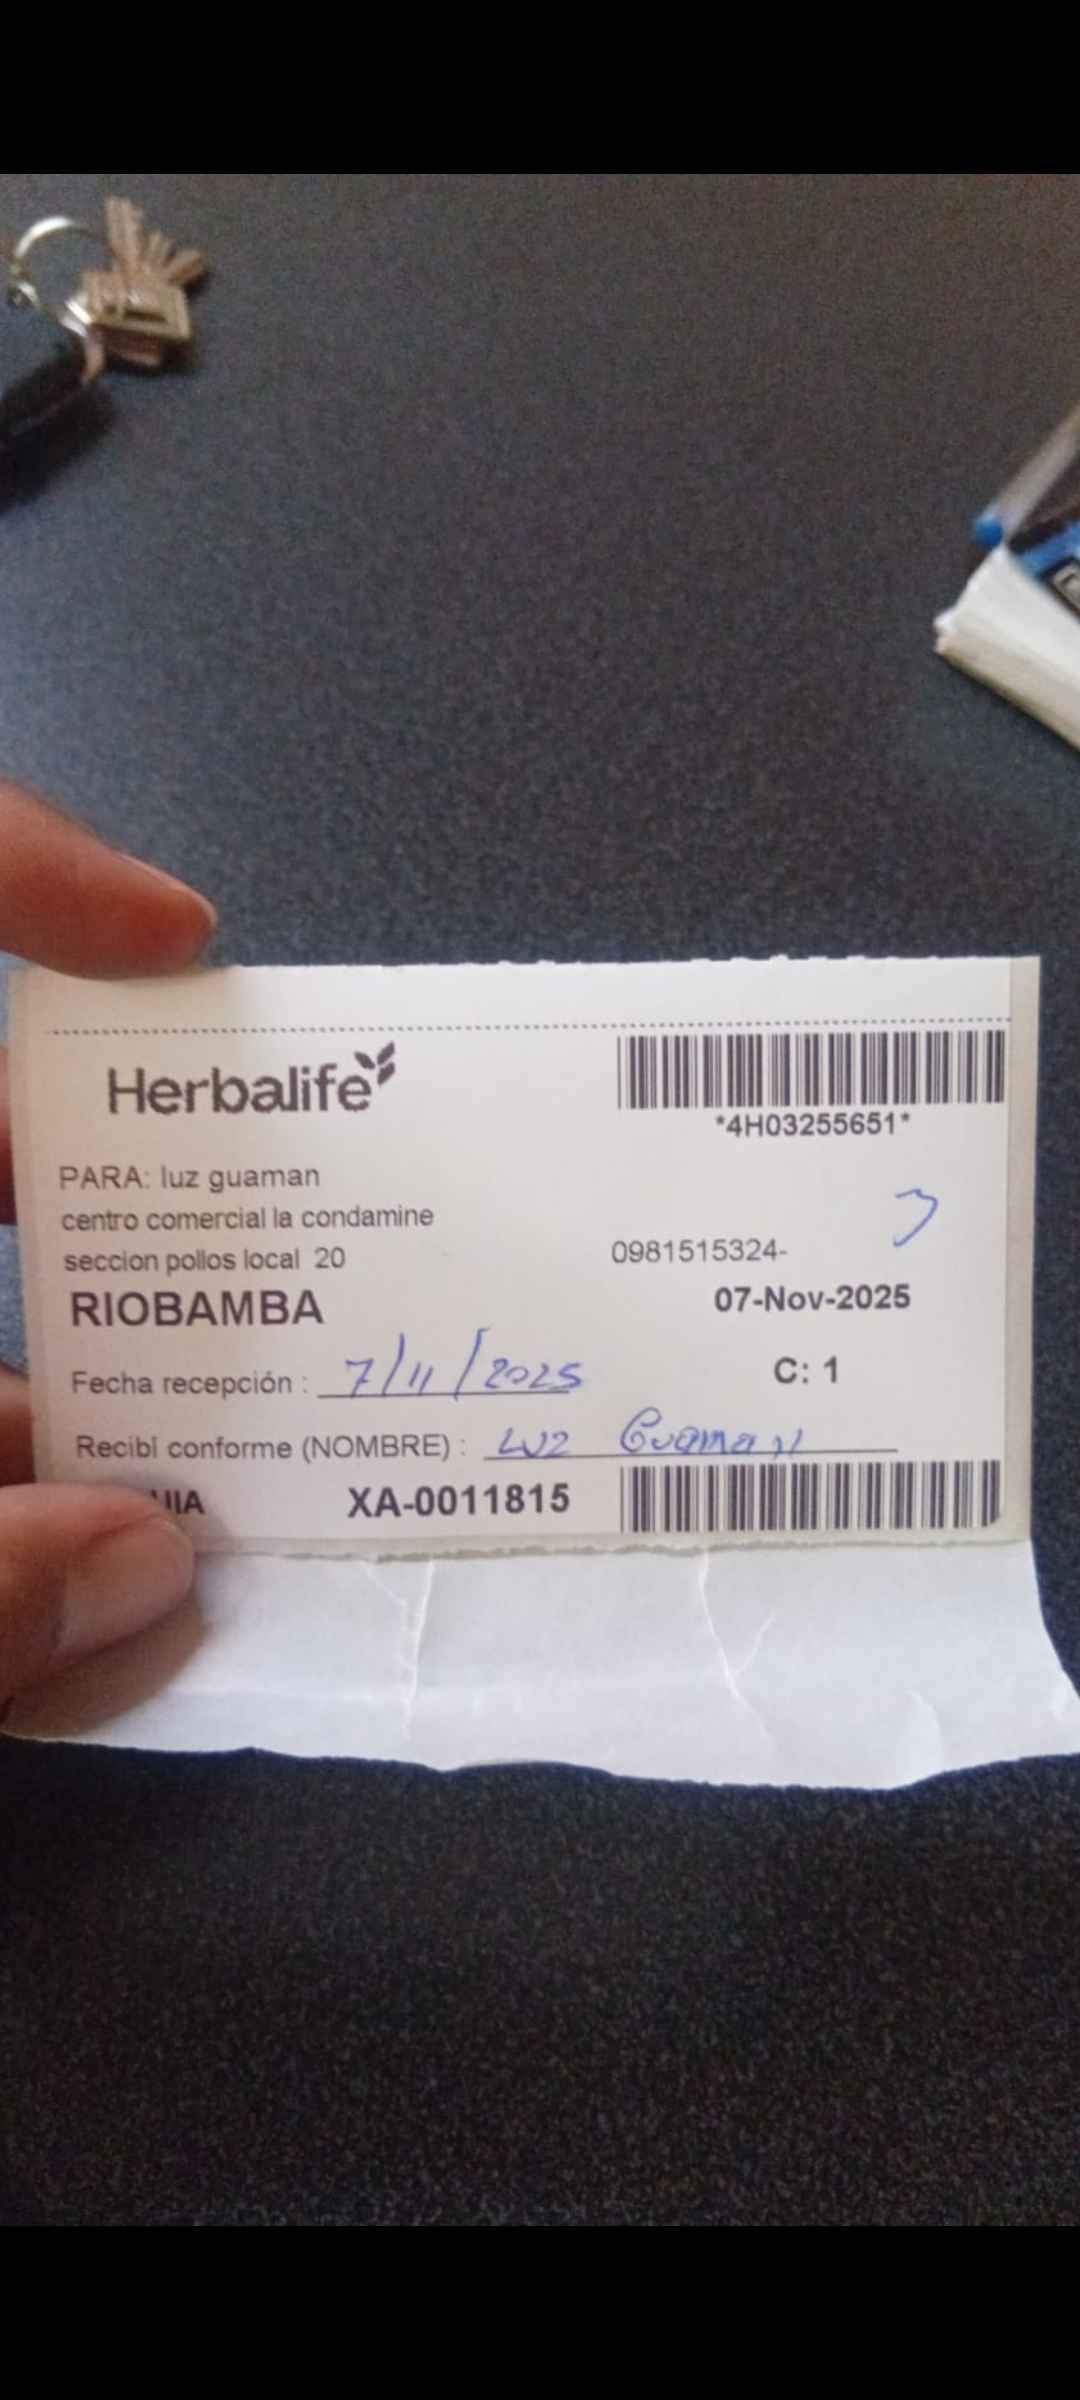 Herbalife
*4H03255651*
PARA: luz guaman
centro comercial la condamine
seccion pollos local 20
0981515324-
RIOBAMBA
07-Nov-2025
Fecha recepción : 7/11/2025
C: 1
Recibí conforme (NOMBRE) : Luz Guaman
XA-0011815